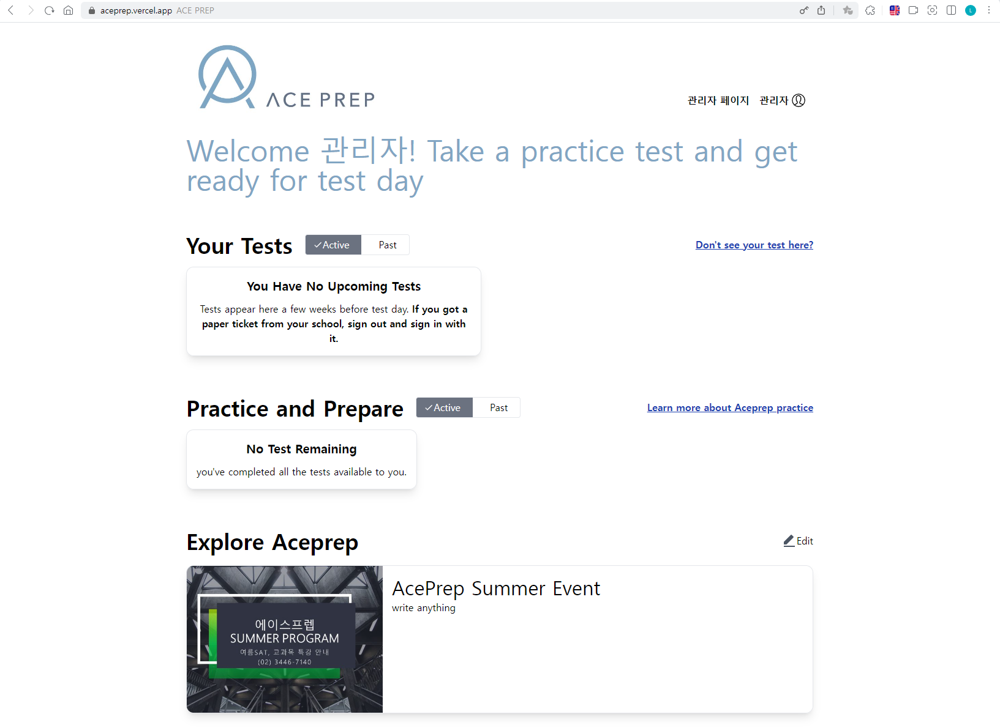 aceprep.vercel.app ACE PREP
L
ACE PREP
관리자 페이지 관리자
Welcome 관리자! Take a practice test and get
ready for test day
Your Tests
Active Past
Don't see your test here?
You Have No Upcoming Tests
Tests appear here a few weeks before test day. If you got a
paper ticket from your school, sign out and sign in with
it.
Practice and Prepare
Active Past
Learn more about Aceprep practice
No Test Remaining
you've completed all the tests available to you.
Explore Aceprep
Edit
에이스프렙
SUMMER PROGRAM
여름SAT, 교과목 특강 안내
(02) 3446-7140
AcePrep Summer Event
write anything